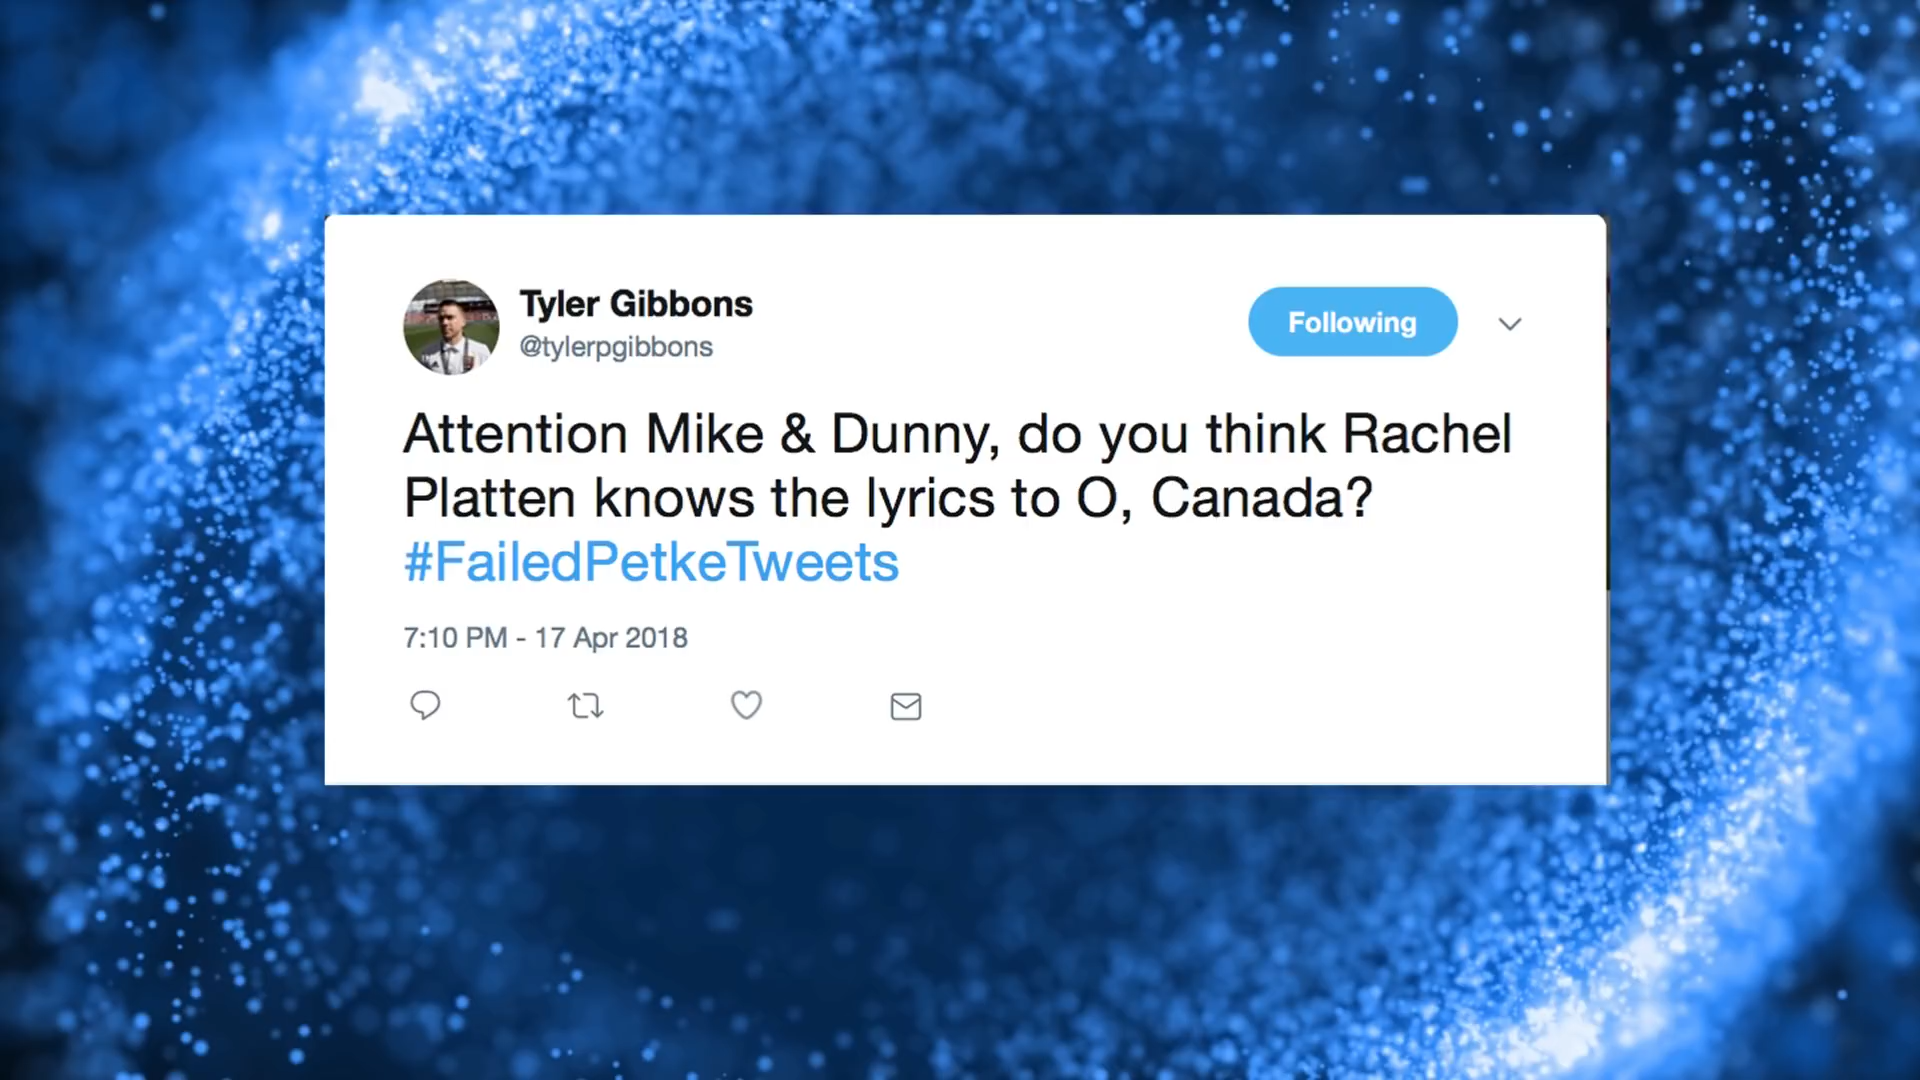 Tyler Gibbons
@tylerpgibbons
Following
Attention Mike & Dunny, do you think Rachel
Platten knows the lyrics to O, Canada?
#FailedPetkeTweets
7:10 PM - 17 Apr 2018